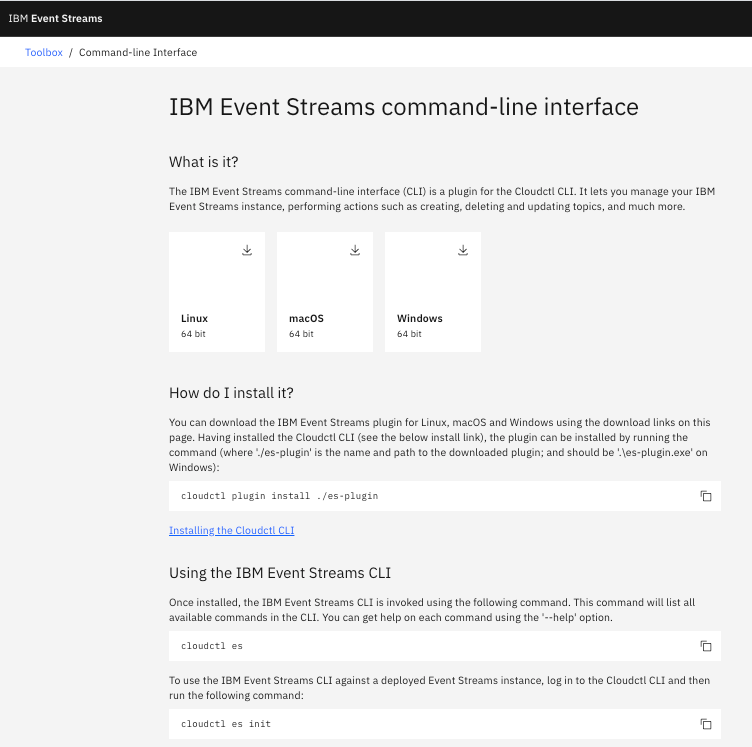 IBM Event Streams
Toolbox / Command-line Interface
IBM Event Streams command-line interface
What is it?
The IBM Event Streams command-line interface (CLI) is a plugin for the Cloudctl CLI. It lets you manage your IBM
Event Streams instance, performing actions such as creating, deleting and updating topics, and much more.
Linux
64 bit
macOS
64 bit
Windows
64 bit
How do I install it?
You can download the IBM Event Streams plugin for Linux, macOS and Windows using the download links on this
page. Having installed the Cloudctl CLI (see the below install link), the plugin can be installed by running the
command (where './es-plugin' is the name and path to the downloaded plugin; and should be '.\es-plugin.exe' on
Windows):
cloudctl plugin install ./es-plugin
Installing the Cloudctl CLI
Using the IBM Event Streams CLI
Once installed, the IBM Event Streams CLI is invoked using the following command. This command will list all
available commands in the CLI. You can get help on each command using the '--help' option.
cloudctl es
To use the IBM Event Streams CLI against a deployed Event Streams instance, log in to the Cloudctl CLI and then
run the following command:
cloudctl es init